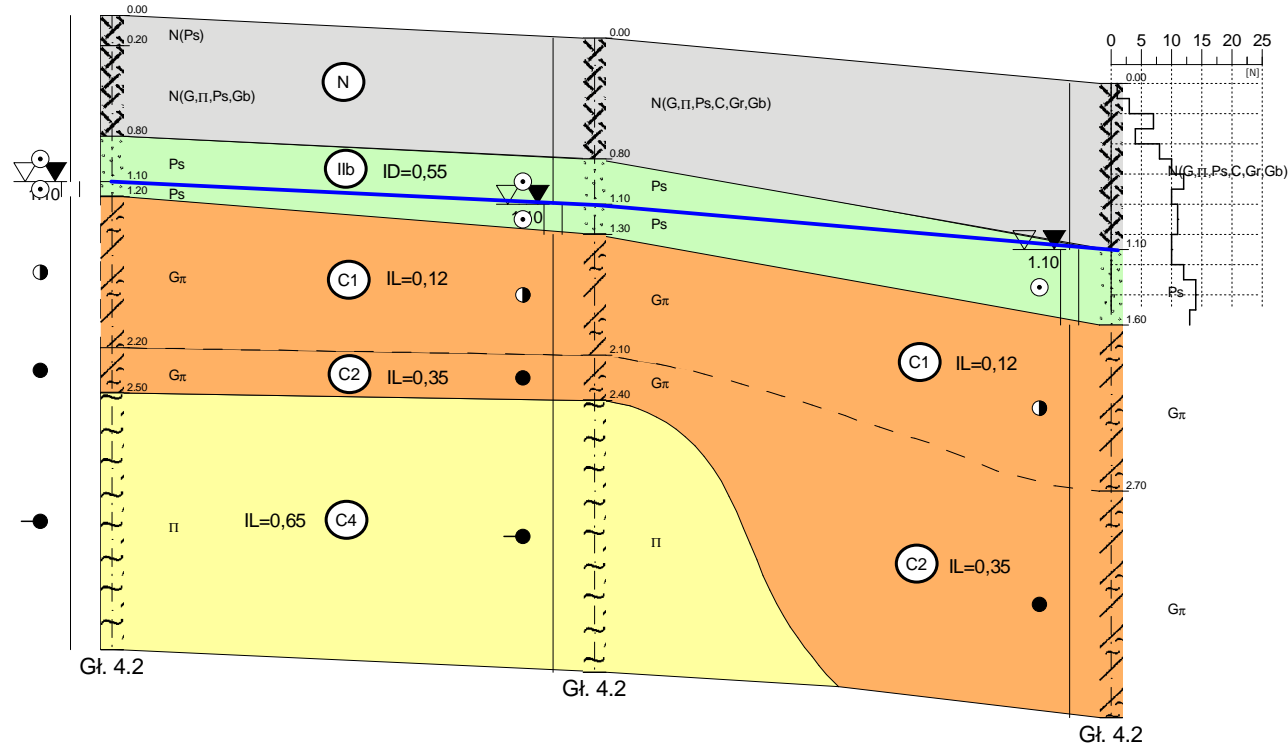 0.00
N(Ps)
0.20
N
N(G,Π,Ps,Gb)
0.80
Ps
IIb ID=0,55
1.10
Ps
1.20
1.10
C1 IL=0,12
Gπ
2.20
C2 IL=0,35
Gπ
2.50
IL=0,65 C4
Π
Gł. 4.2
0.00
N(G,Π,Ps,C,Gr,Gb)
0.80
Ps
1.10
1.10
Ps
1.30
Gπ
2.10
Gπ
2.40
Π
Gł. 4.2
0 5 10 15 20 25
[N]
0.00
N(G,Π,Ps,C,Gr,Gb)
1.10
1.10
Ps
1.60
C1 IL=0,12
Gπ
2.70
C2 IL=0,35
Gπ
Gł. 4.2